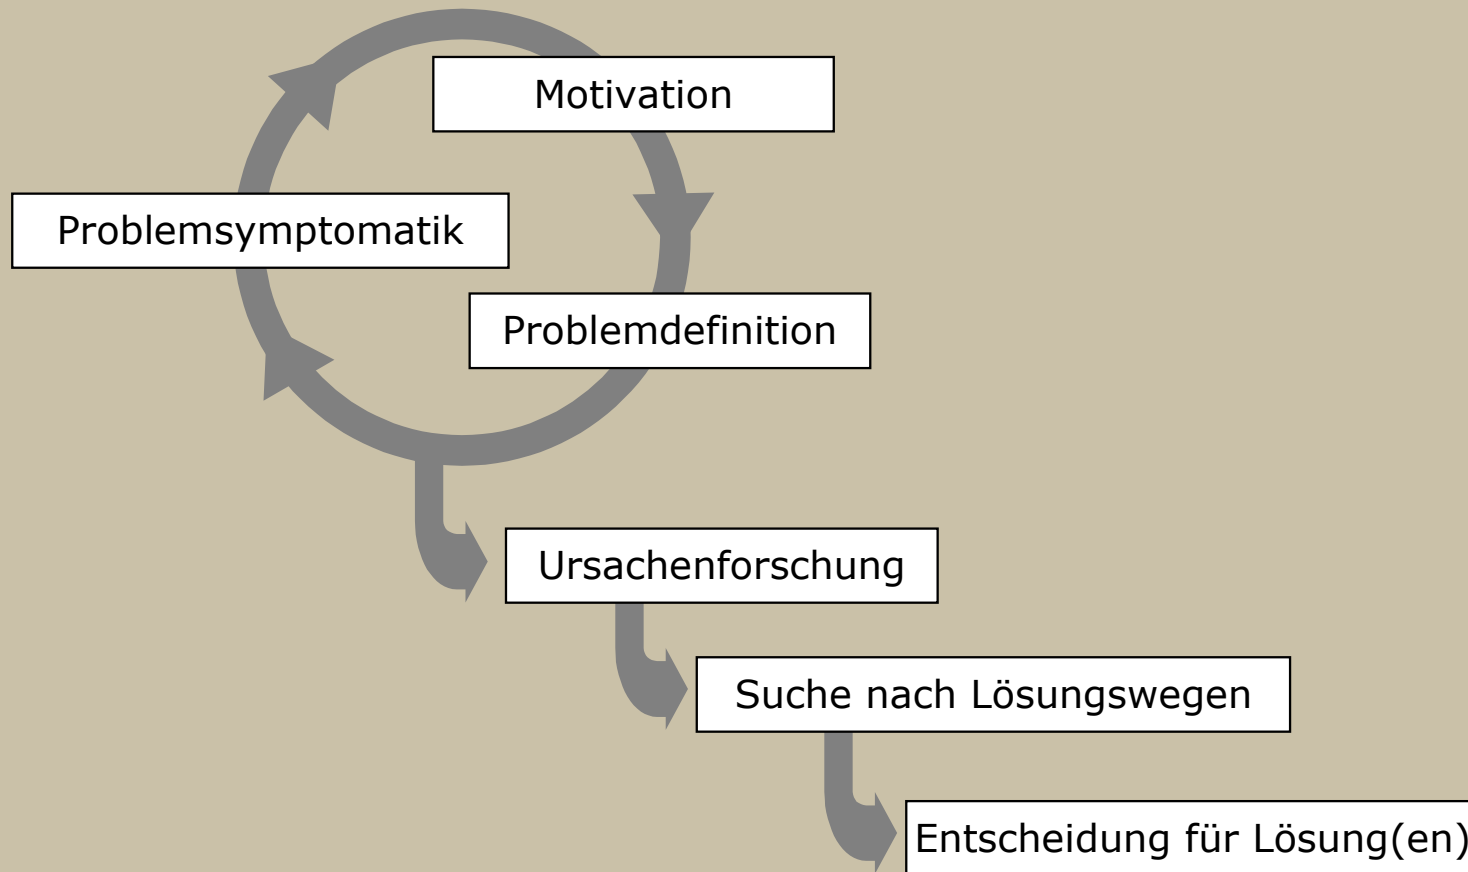 Motivation
Problemsymptomatik
Problemdefinition
Ursachenforschung
Suche nach Lösungswegen
Entscheidung für Lösung(en)